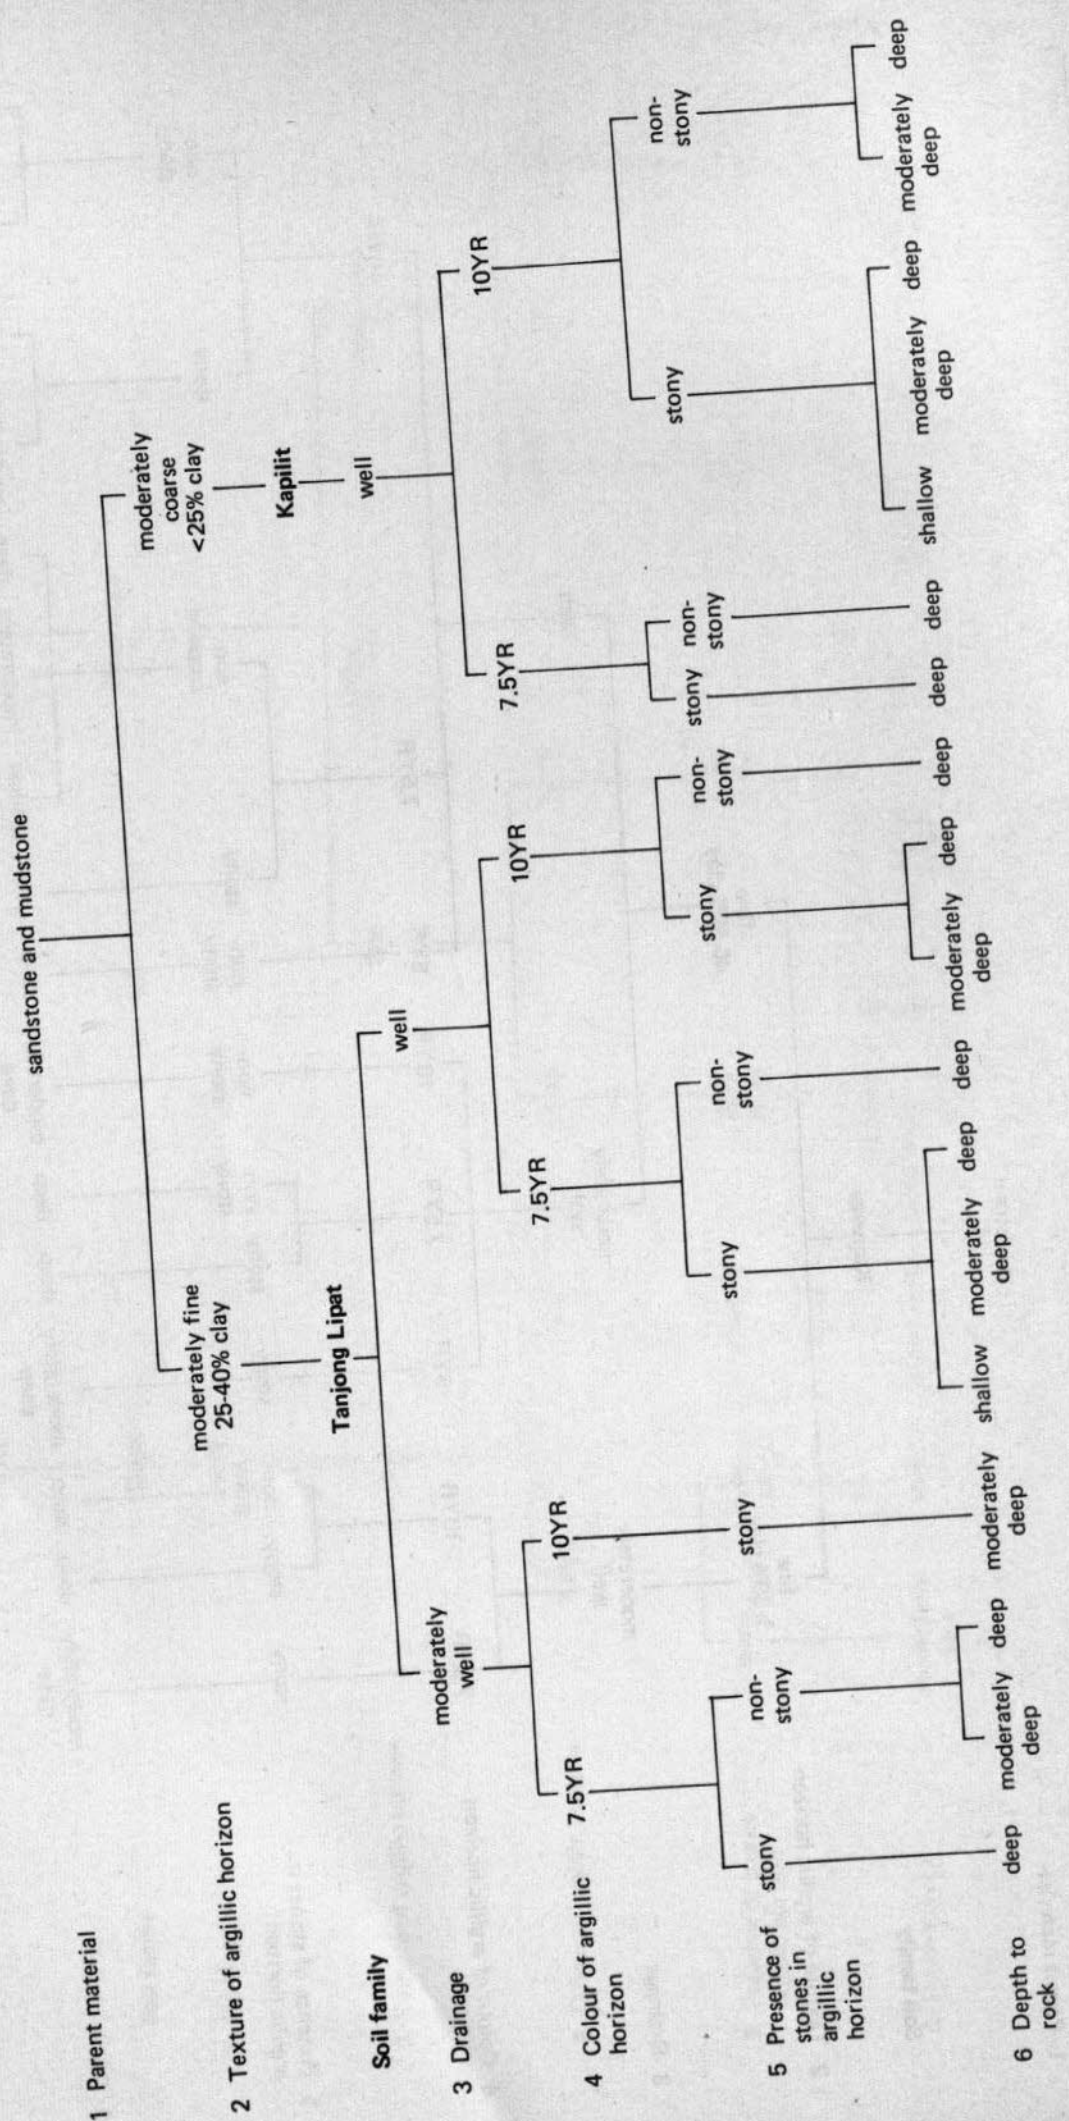 1 Parent material
sandstone and mudstone
2 Texture of argillic horizon
moderately fine
25-40% clay
moderately
coarse
<25% clay
Soil family
Tanjong Lipat
Kapilit
3 Drainage
moderately
well
well
well
4 Colour of argillic
horizon
7.5YR
10YR
7.5YR
10YR
7.5YR
10YR
5 Presence of
stones in
argillic
horizon
stony
non-
stony
stony
stony
non-
stony
stony
non-
stony
stony
non-
stony
stony
non-
stony
6 Depth to
rock
deep
moderately
deep
deep
moderately
deep
shallow
moderately
deep
deep
deep
moderately
deep
deep
deep
deep
deep
shallow
moderately
deep
deep
moderately
deep
deep